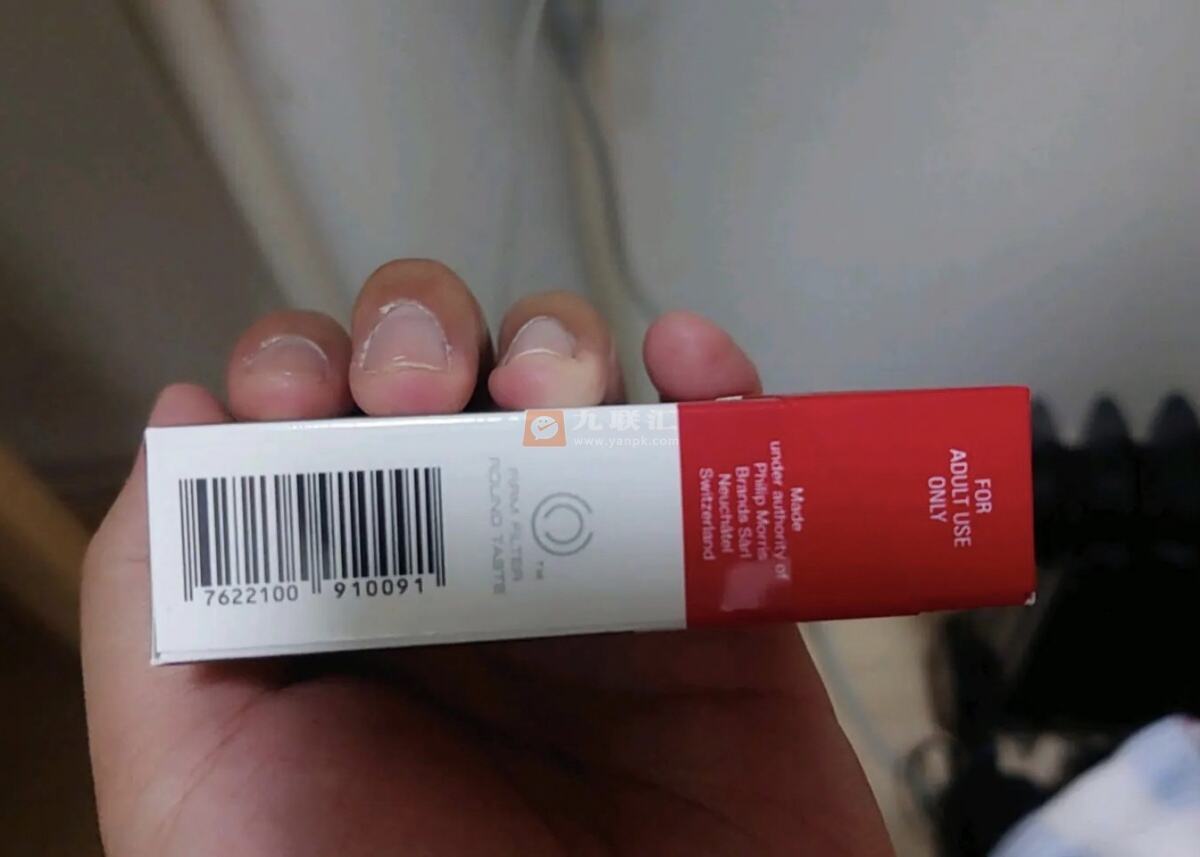 7622100 910091
FIRM FILTER
ROUND TASTE
TM
九联汇
www.yanpk.com
Made
under authority of
Philip Morris
Brands Sàrl
Neuchâtel
Switzerland
FOR
ADULT USE
ONLY